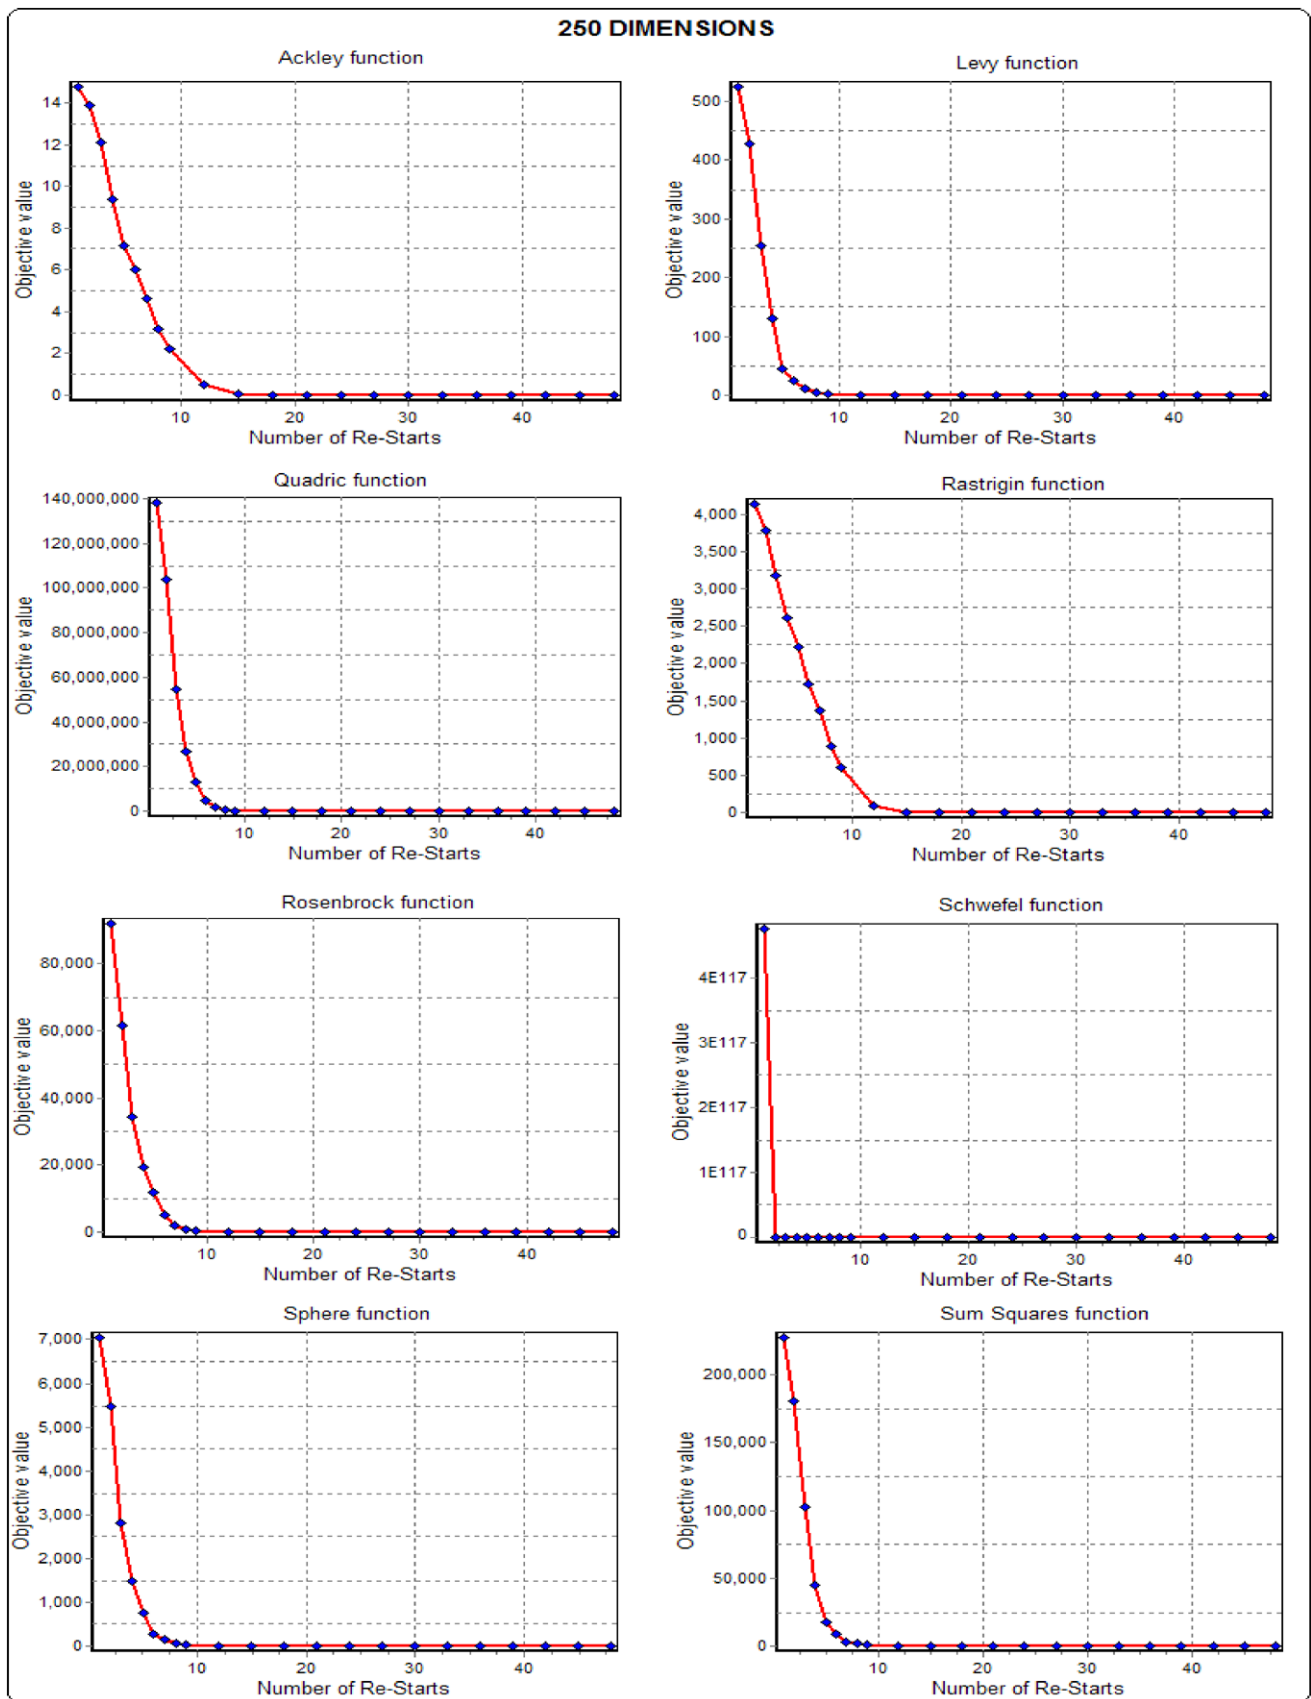 250 DIMENSIONS
Ackley function
Objective value
14
12
10
8
6
4
2
0
10 20 30 40
Number of Re-Starts
Levy function
Objective value
500
400
300
200
100
0
10 20 30 40
Number of Re-Starts
Quadric function
Objective value
140,000,000
120,000,000
100,000,000
80,000,000
60,000,000
40,000,000
20,000,000
0
10 20 30 40
Number of Re-Starts
Rastrigin function
Objective value
4,000
3,500
3,000
2,500
2,000
1,500
1,000
500
0
10 20 30 40
Number of Re-Starts
Rosenbrock function
Objective value
80,000
60,000
40,000
20,000
0
10 20 30 40
Number of Re-Starts
Schwefel function
Objective value
4E117
3E117
2E117
1E117
0
10 20 30 40
Number of Re-Starts
Sphere function
Objective value
7,000
6,000
5,000
4,000
3,000
2,000
1,000
0
10 20 30 40
Number of Re-Starts
Sum Squares function
Objective value
200,000
150,000
100,000
50,000
0
10 20 30 40
Number of Re-Starts